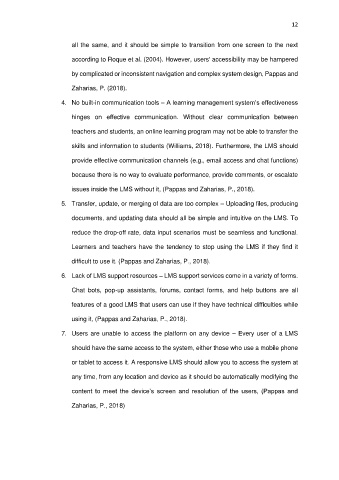 12
all the same, and it should be simple to transition from one screen to the next
according to Roque et al. (2004). However, users' accessibility may be hampered
by complicated or inconsistent navigation and complex system design. Pappas and
Zaharias, P. (2018).
4. No built-in communication tools – A learning management system's effectiveness
hinges on effective communication. Without clear communication between
teachers and students, an online learning program may not be able to transfer the
skills and information to students (Williams, 2018). Furthermore, the LMS should
provide effective communication channels (e.g., email access and chat functions)
because there is no way to evaluate performance, provide comments, or escalate
issues inside the LMS without it, (Pappas and Zaharias, P., 2018).
5. Transfer, update, or merging of data are too complex – Uploading files, producing
documents, and updating data should all be simple and intuitive on the LMS. To
reduce the drop-off rate, data input scenarios must be seamless and functional.
Learners and teachers have the tendency to stop using the LMS if they find it
difficult to use it. (Pappas and Zaharias, P., 2018).
6. Lack of LMS support resources – LMS support services come in a variety of forms.
Chat bots, pop-up assistants, forums, contact forms, and help buttons are all
features of a good LMS that users can use if they have technical difficulties while
using it, (Pappas and Zaharias, P., 2018).
7. Users are unable to access the platform on any device – Every user of a LMS
should have the same access to the system, either those who use a mobile phone
or tablet to access it. A responsive LMS should allow you to access the system at
any time, from any location and device as it should be automatically modifying the
content to meet the device's screen and resolution of the users, (Pappas and
Zaharias, P., 2018)